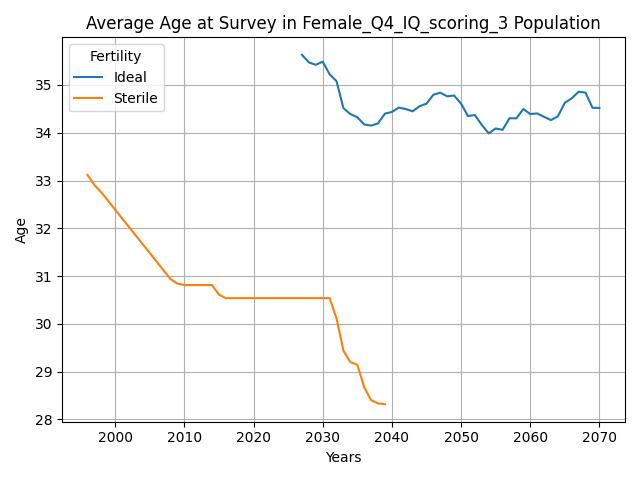 Average Age at Survey in Female_Q4_IQ_scoring_3 Population
Fertility
Ideal
Sterile
Age
35
34
33
32
31
30
29
28
2000
2010
2020
2030
2040
2050
2060
2070
Years